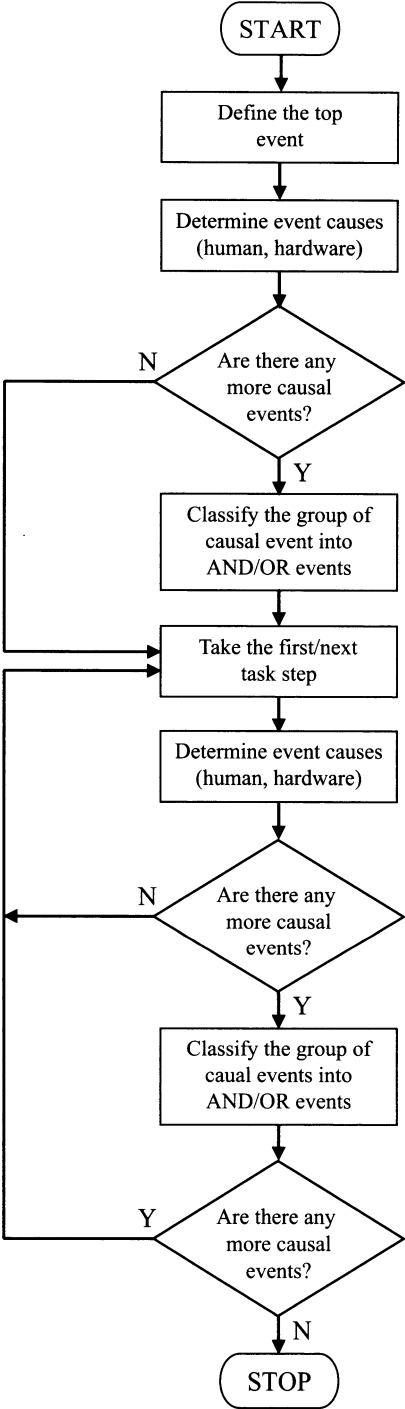 START
Define the top
event
Determine event causes
(human, hardware)
N
Are there any
more causal
events?
Y
Classify the group of
causal event into
AND/OR events
Take the first/next
task step
Determine event causes
(human, hardware)
N
Are there any
more causal
events?
Y
Classify the group of
caual events into
AND/OR events
Y
Are there any
more causal
events?
N
STOP